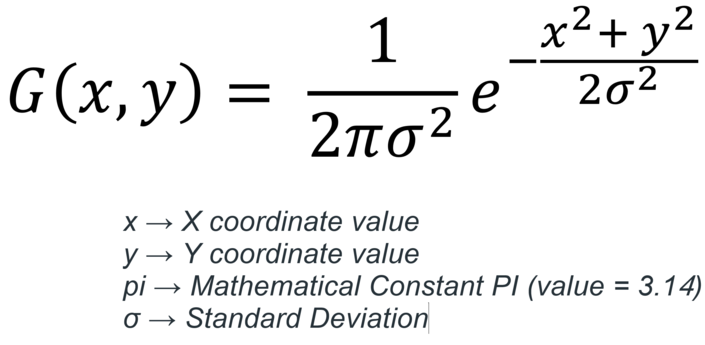 G(x, y) = 1/(2πσ²) e^(-(x²+ y²)/(2σ²))
x → X coordinate value
y → Y coordinate value
pi → Mathematical Constant PI (value = 3.14)
σ → Standard Deviation